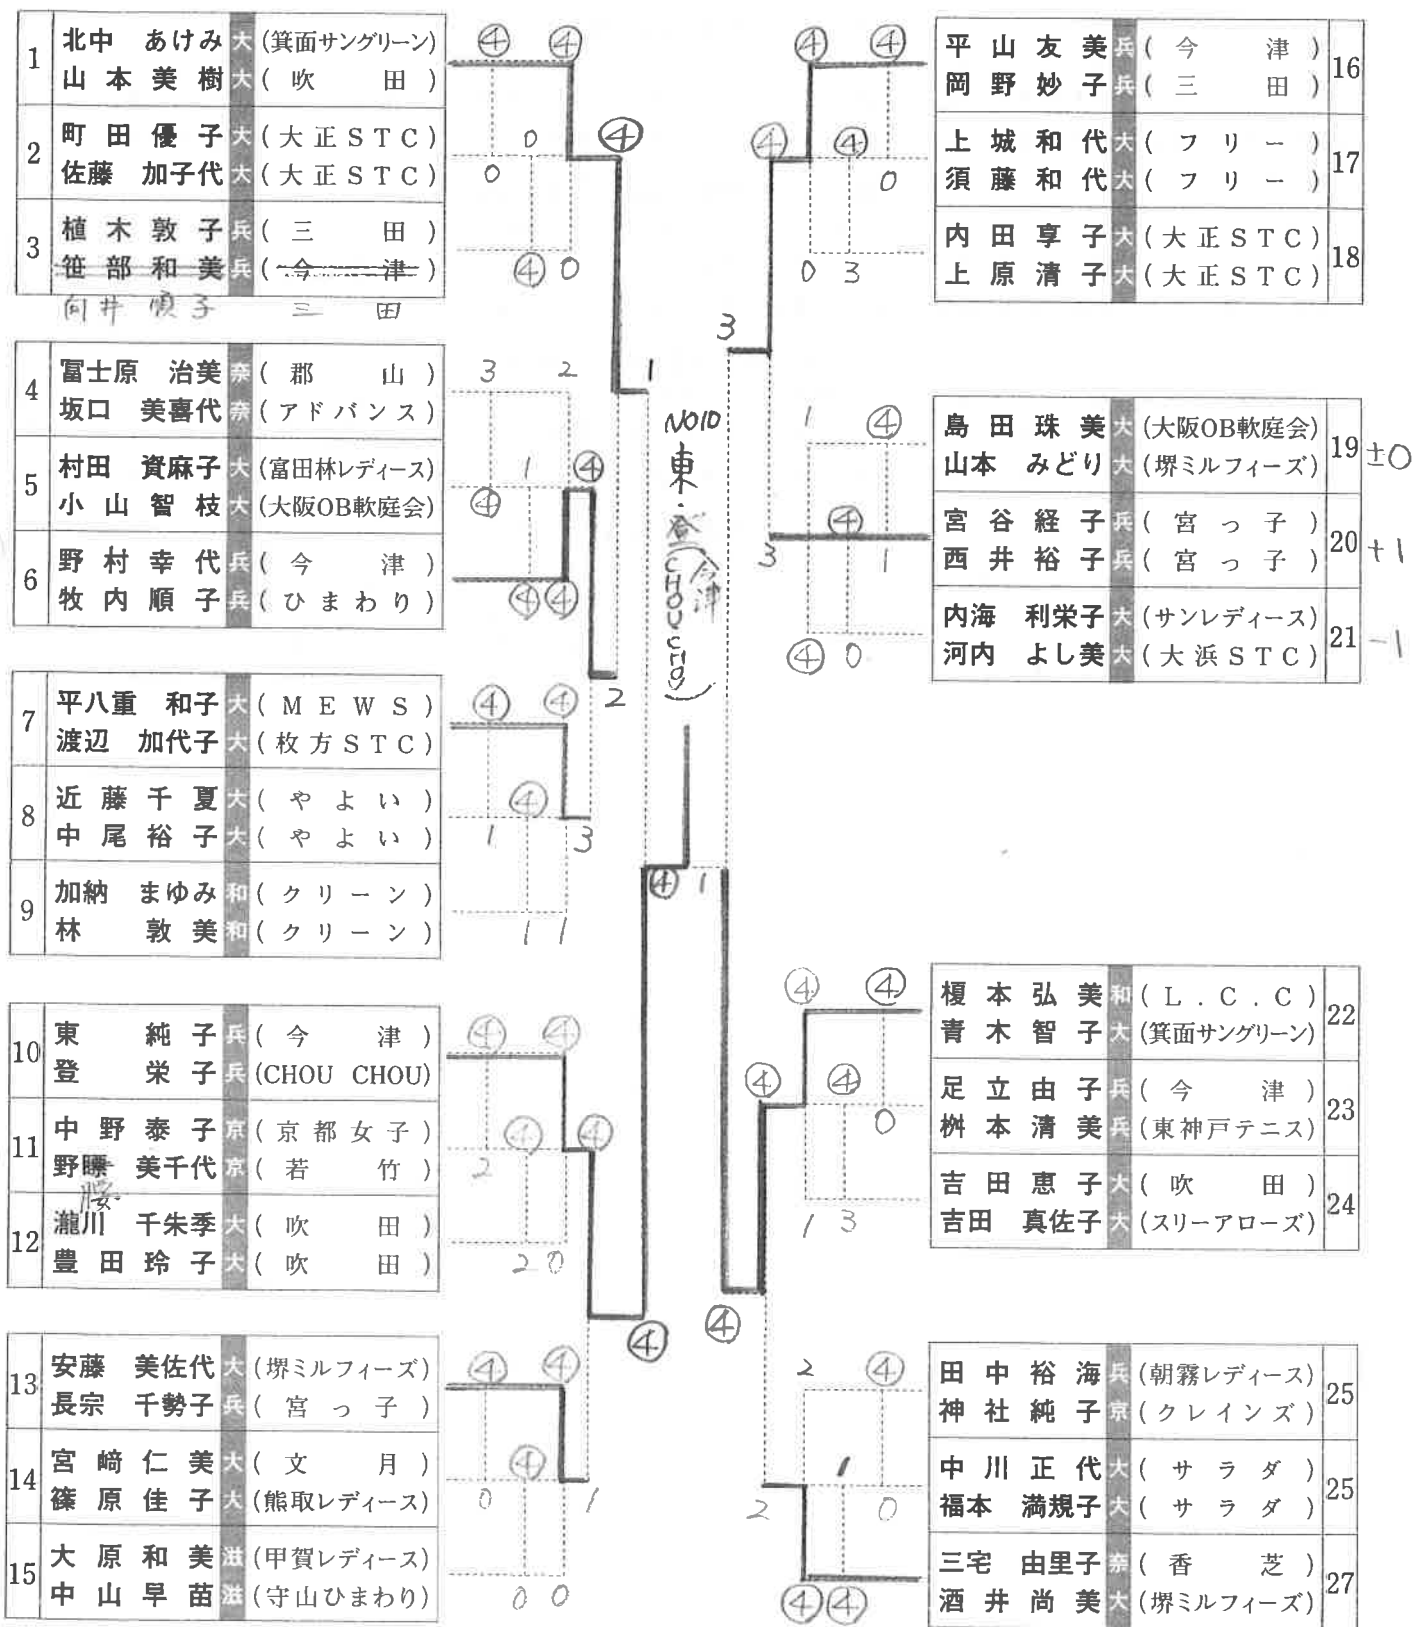 1
北中 あけみ 大 (箕面サングリーン)
山本美樹 大 (吹田)
2
町田優子 大 (大正STC)
佐藤 加子代 大 (大正STC)
3
植木敦子 兵 (三田)
笹部和美 兵 (今津)
向井 順子 三田
4
冨士原 治美 奈 (郡山)
坂口 美喜代 奈 (アドバンス)
5
村田 資麻子 大 (富田林レディース)
小山智枝 大 (大阪OB軟庭会)
6
野村幸代 兵 (今津)
牧内順子 兵 (ひまわり)
7
平八重 和子 大 (MEWS)
渡辺 加代子 大 (枚方STC)
8
近藤千夏 大 (やよい)
中尾裕子 大 (やよい)
9
加納 まゆみ 和 (クリーン)
林 敦美 和 (クリーン)
10
東 純子 兵 (今津)
登 栄子 兵 (CHOU CHOU)
11
中野泰子 京 (京都女子)
野瞟 美千代 京 (若竹)
腰
12
瀧川 千朱季 大 (吹田)
豊田玲子 大 (吹田)
13
安藤 美佐代 大 (堺ミルフィーズ)
長宗 千勢子 兵 (宮っ子)
14
宮﨑仁美 大 (文月)
篠原佳子 大 (熊取レディース)
15
大原和美 滋 (甲賀レディース)
中山早苗 滋 (守山ひまわり)
④ ④
0
0
④
④ 0
3 2
④
1
④
④ ④
④ ④
1
④
1 1
3
2
1
④ ④
2
④
2 0
④
④ ④
0
④
0 0
1
④
NO10
東・登
(今津
CHOUCHO)
④ 1
④ ④
④
④
0
0 3
3
1
④
④
3
1
④ 0
④ ④
④
④
0
1 3
④
2
④
1
0
2
④ ④
平山友美 兵 (今津)
岡野妙子 兵 (三田)
16
上城和代 大 (フリー)
須藤和代 大 (フリー)
17
内田享子 大 (大正STC)
上原清子 大 (大正STC)
18
島田珠美 大 (大阪OB軟庭会)
山本 みどり 大 (堺ミルフィーズ)
19 ±0
宮谷経子 兵 (宮っ子)
西井裕子 兵 (宮っ子)
20 +1
内海 利栄子 大 (サンレディース)
河内 よし美 大 (大浜STC)
21 -1
榎本弘美 和 (L.C.C)
青木智子 大 (箕面サングリーン)
22
足立由子 兵 (今津)
桝本清美 兵 (東神戸テニス)
23
吉田恵子 大 (吹田)
吉田 真佐子 大 (スリーアローズ)
24
田中裕海 兵 (朝霧レディース)
神社純子 京 (クレインズ)
25
中川正代 大 (サラダ)
福本 満規子 大 (サラダ)
25
三宅 由里子 奈 (香芝)
酒井尚美 大 (堺ミルフィーズ)
27